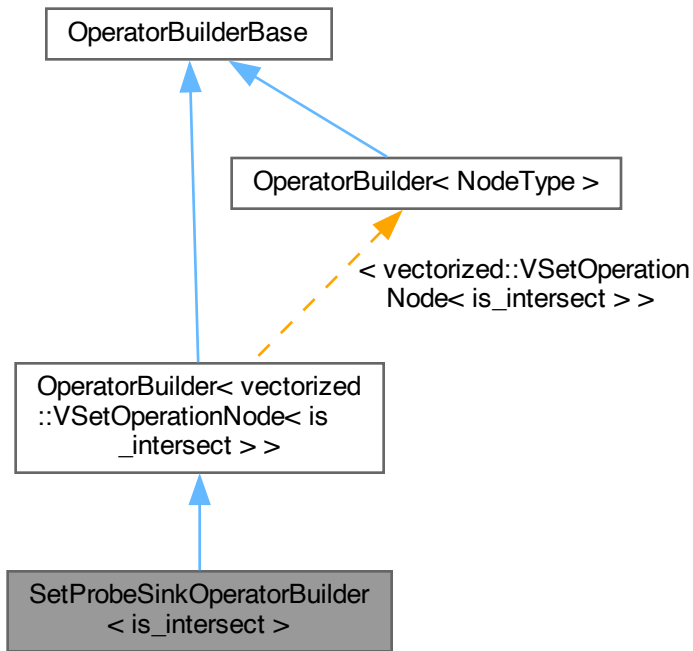 OperatorBuilderBase
OperatorBuilder< NodeType >
< vectorized::VSetOperation
Node< is_intersect > >
OperatorBuilder< vectorized
::VSetOperationNode< is
_intersect > >
SetProbeSinkOperatorBuilder
< is_intersect >